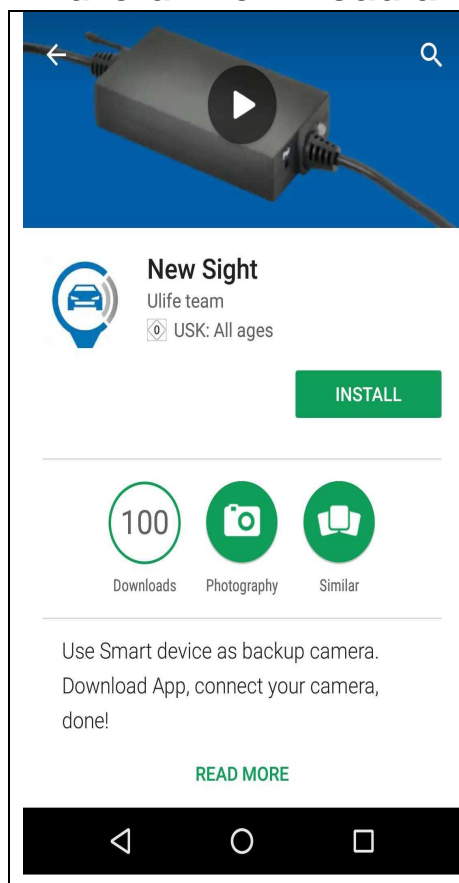 New Sight
Ulife team
0 USK: All ages
INSTALL
100
Downloads
Photography
Similar
Use Smart device as backup camera.
Download App, connect your camera,
done!
READ MORE